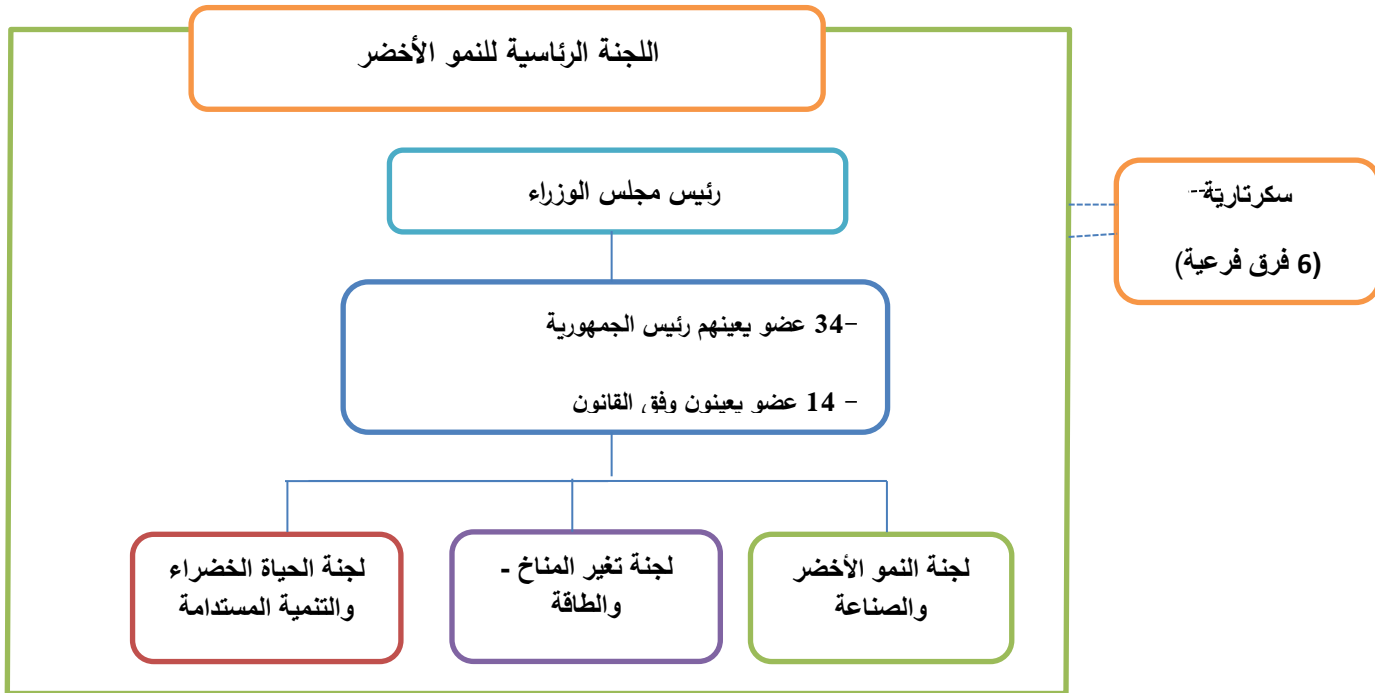 اللجنة الرئاسية للنمو الأخضر
رئيس مجلس الوزراء
سكرتارية
(6 فرق فرعية)
-34 عضو يعينهم رئيس الجمهورية
- 14 عضو يعينون وفق القانون
لجنة النمو الأخضر
والصناعة
لجنة تغير المناخ -
والطاقة
لجنة الحياة الخضراء
والتنمية المستدامة